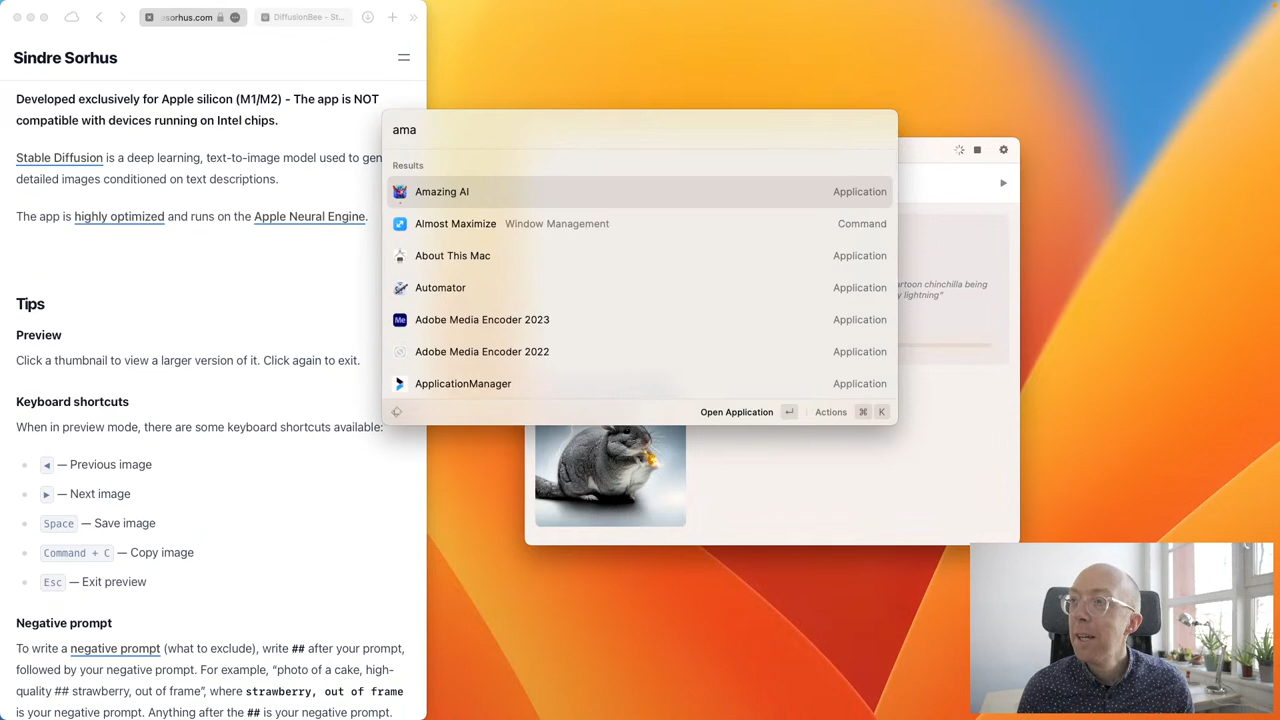 sorhus.com
DiffusionBee - St...
Sindre Sorhus
Developed exclusively for Apple silicon (M1/M2) - The app is NOT
compatible with devices running on Intel chips.
Stable Diffusion is a deep learning, text-to-image model used to gen
detailed images conditioned on text descriptions.
The app is highly optimized and runs on the Apple Neural Engine.
Tips
Preview
Click a thumbnail to view a larger version of it. Click again to exit.
Keyboard shortcuts
When in preview mode, there are some keyboard shortcuts available:
◀ — Previous image
▶ — Next image
Space — Save image
Command + C — Copy image
Esc — Exit preview
Negative prompt
To write a negative prompt (what to exclude), write ## after your prompt,
followed by your negative prompt. For example, “photo of a cake, high-
quality ## strawberry, out of frame”, where strawberry, out of frame
is your negative prompt. Anything after the ## is your negative prompt.
ama
Results
Amazing AI Application
Almost Maximize Window Management Command
About This Mac Application
Automator Application
Me Adobe Media Encoder 2023 Application
Adobe Media Encoder 2022 Application
ApplicationManager Application
Open Application ↵ Actions ⌘ K
artoon chinchilla being
y lightning”